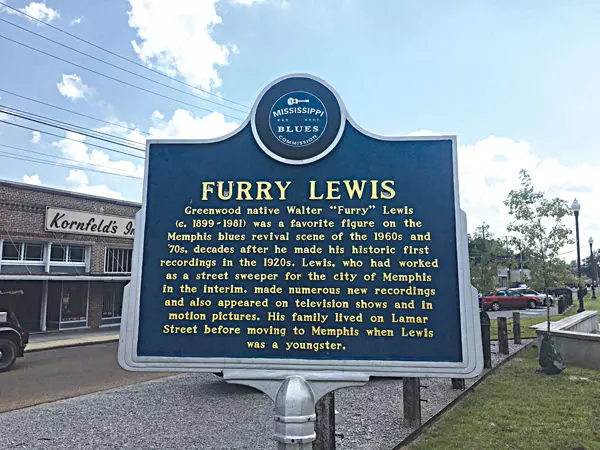 MISSISSIPPI
BLUES
COMMISSION
FURRY LEWIS
Greenwood native Walter "Furry" Lewis
(c. 1899-1981) was a favorite figure on the
Memphis blues revival scene of the 1960s and
'70s, decades after he made his historic first
recordings in the 1920s. Lewis, who had worked
as a street sweeper for the city of Memphis
in the interim, made numerous new recordings
and also appeared on television shows and in
motion pictures. His family lived on Lamar
Street before moving to Memphis when Lewis
was a youngster.
Kornfeld's